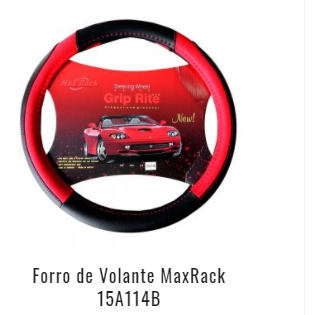 Max Rack
Steering Wheel
Grip Rite
New!
Forro de Volante MaxRack
15A114B